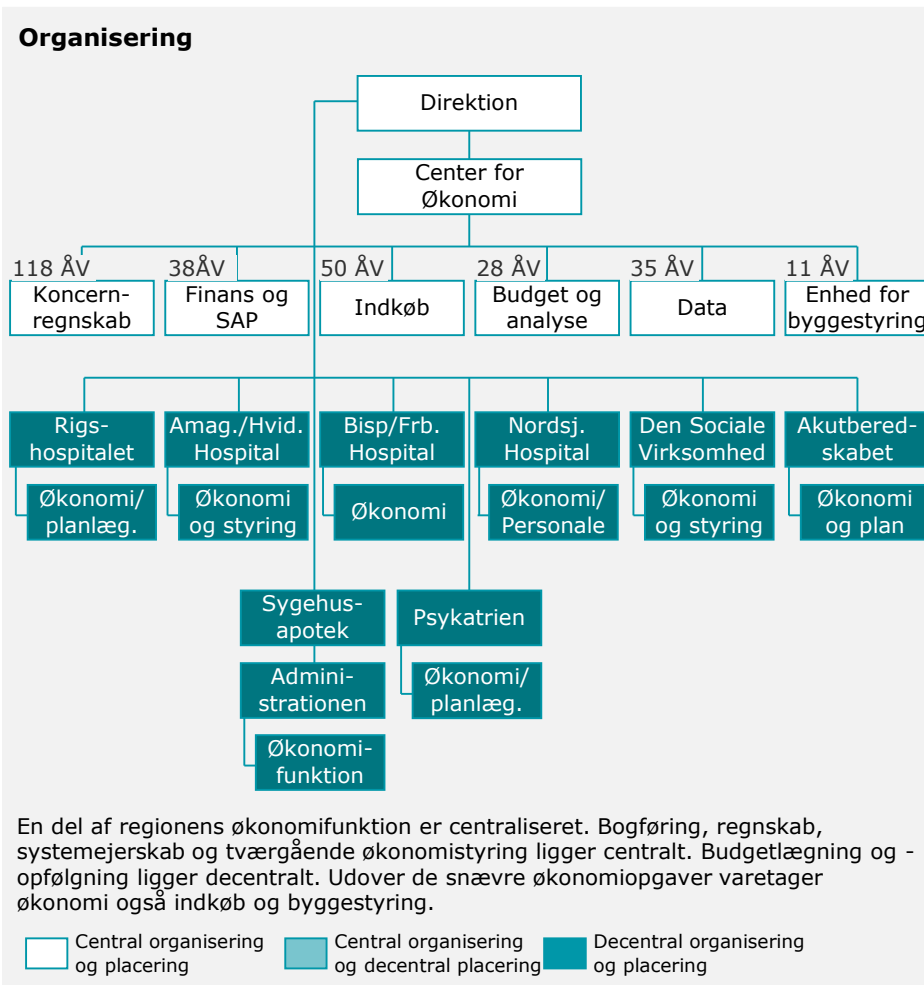 Organisering
Direktion
Center for
Økonomi
118 ÅV
38ÅV
50 ÅV
28 ÅV
35 ÅV
11 ÅV
Koncern-
regnskab
Finans og
SAP
Indkøb
Budget og
analyse
Data
Enhed for
byggestyring
Rigs-
hospitalet
Amag./Hvid.
Hospital
Bisp/Frb.
Hospital
Nordsj.
Hospital
Den Sociale
Virksomhed
Akutbered-
skabet
Økonomi/
planlæg.
Økonomi
og styring
Økonomi
Økonomi/
Personale
Økonomi
og styring
Økonomi
og plan
Sygehus-
apotek
Psykatrien
Admini-
strationen
Økonomi/
planlæg.
Økonomi-
funktion
En del af regionens økonomifunktion er centraliseret. Bogføring, regnskab,
systemejerskab og tværgående økonomistyring ligger centralt. Budgetlægning og -
opfølgning ligger decentralt. Udover de snævre økonomiopgaver varetager
økonomi også indkøb og byggestyring.
Central organisering
og placering
Central organisering
og decentral placering
Decentral organisering
og placering